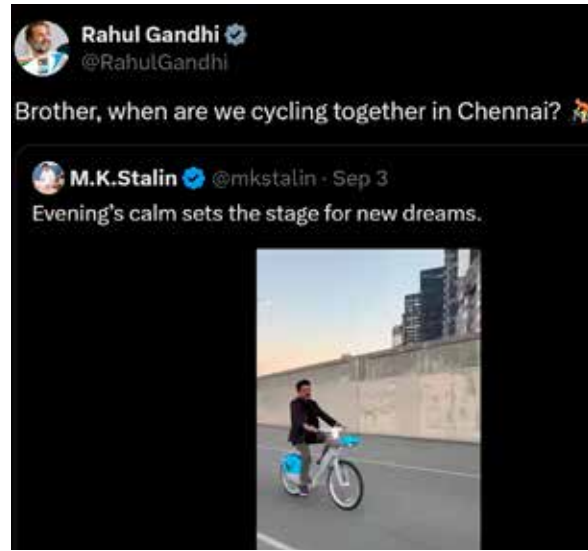 Rahul Gandhi
@RahulGandhi
Brother, when are we cycling together in Chennai? 🚴
M.K.Stalin @mkstalin · Sep 3
Evening's calm sets the stage for new dreams.